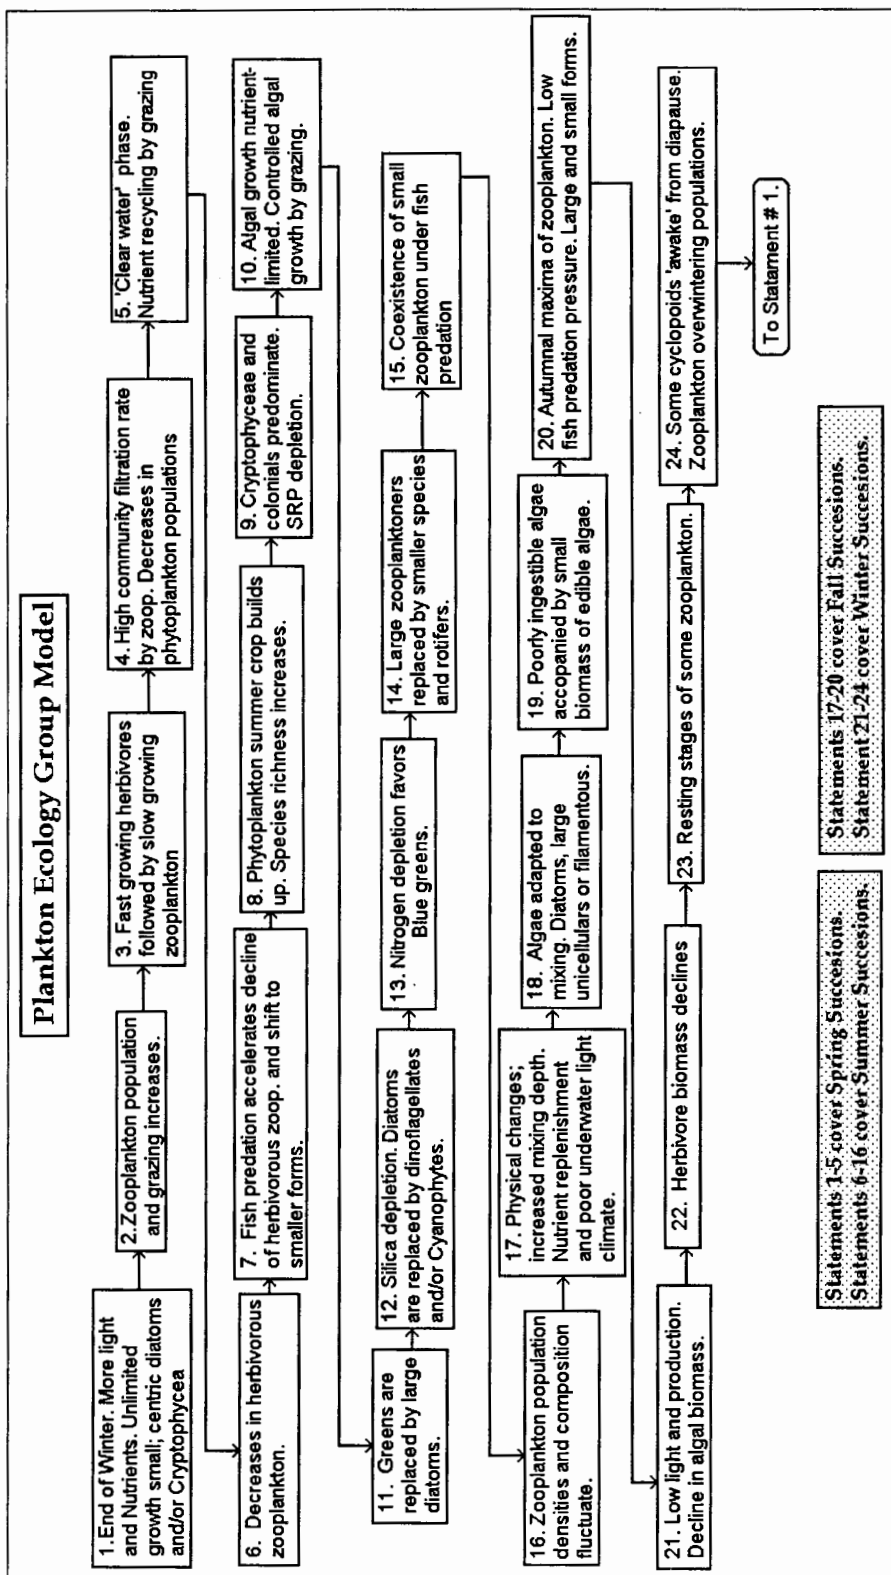 Plankton Ecology Group Model
1.End of Winter. More light
and Nutrients. Unlimited
growth small; centric diatoms
and/or Cryptophycea
2.Zooplankton population
and grazing increases.
3. Fast growing herbivores
followed by slow growing
zooplankton
4. High community filtration rate
by zoop. Decreases in
phytoplankton populations
5. 'Clear water' phase.
Nutrient recycling by grazing
6. Decreases in herbivorous
zooplankton.
7. Fish predation accelerates decline
of herbivorous zoop. and shift to
smaller forms.
8. Phytoplankton summer crop builds
up. Species richness increases.
9. Cryptophyceae and
colonials predominate.
SRP depletion.
10. Algal growth nutrient-
limited. Controlled algal
growth by grazing.
11. Greens are
replaced by large
diatoms.
12. Silica depletion. Diatoms
are replaced by dinoflagellates
and/or Cyanophytes.
13. Nitrogen depletion favors
Blue greens.
14. Large zooplanktoners
replaced by smaller species
and rotifers.
15. Coexistence of small
zooplankton under fish
predation
16. Zooplankton population
densities and composition
fluctuate.
17. Physical changes;
increased mixing depth.
Nutrient replenishment
and poor underwater light
climate.
18. Algae adapted to
mixing. Diatoms, large
unicellulars or filamentous.
19. Poorly ingestible algae
accopanied by small
biomass of edible algae.
20. Autumnal maxima of zooplankton. Low
fish predation pressure. Large and small forms.
21. Low light and production.
Decline in algal biomass.
22. Herbivore biomass declines
23. Resting stages of some zooplankton.
24. Some cyclopoids 'awake' from diapause.
Zooplankton overwintering populations.
To Statament # 1.
Statements 1-5 cover Spring Succesions.
Statements 6-16 cover Summer Succesions.
Statements 17-20 cover Fall Succesions.
Statement 21-24 cover Winter Succesions.